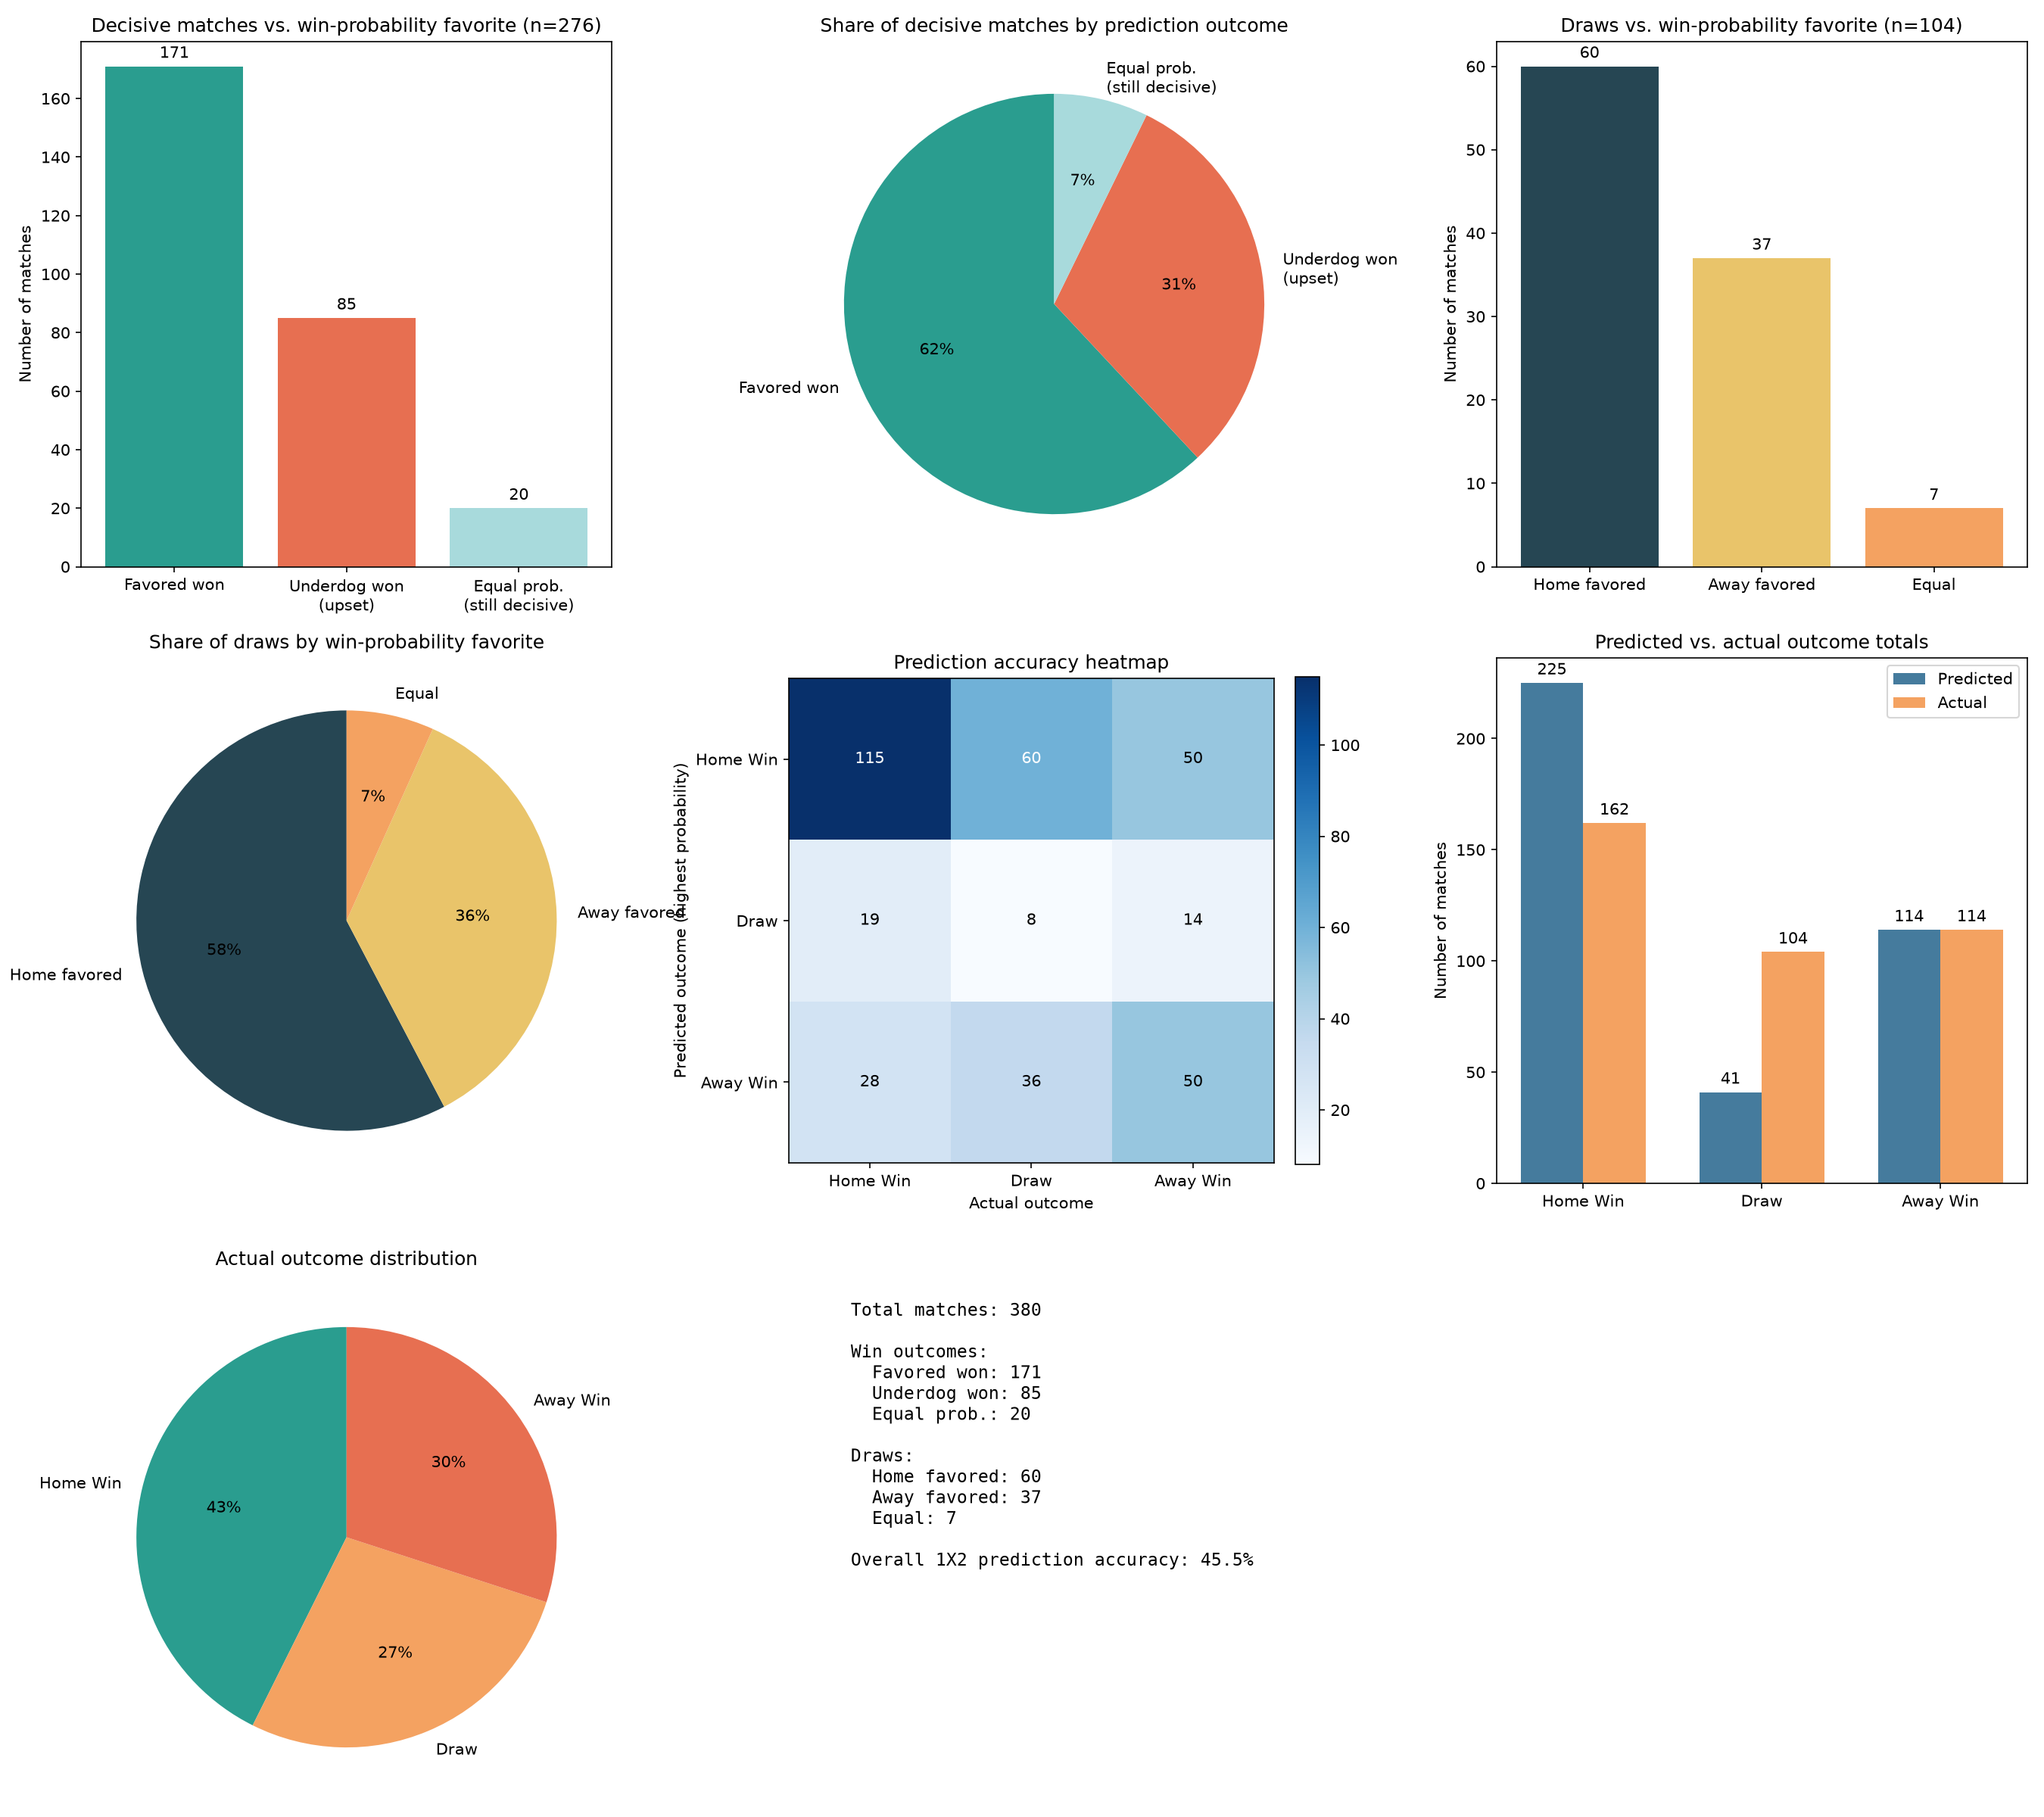 Decisive matches vs. win-probability favorite (n=276)
Number of matches
160
140
120
100
80
60
40
20
0
171
85
20
Favored won
Underdog won
(upset)
Equal prob.
(still decisive)
Share of decisive matches by prediction outcome
Equal prob.
(still decisive)
7%
Underdog won
(upset)
31%
62%
Favored won
Draws vs. win-probability favorite (n=104)
Number of matches
60
50
40
30
20
10
0
60
37
7
Home favored
Away favored
Equal
Share of draws by win-probability favorite
Equal
7%
Away favored
36%
58%
Home favored
Prediction accuracy heatmap
Predicted outcome (highest probability)
Home Win
115
60
50
Draw
19
8
14
Away Win
28
36
50
Home Win
Draw
Away Win
Actual outcome
100
80
60
40
20
Predicted vs. actual outcome totals
Predicted
Actual
Number of matches
200
150
100
50
0
225
162
41
104
114
114
Home Win
Draw
Away Win
Actual outcome distribution
Away Win
30%
Home Win
43%
27%
Draw
Total matches: 380
Win outcomes:
Favored won: 171
Underdog won: 85
Equal prob.: 20
Draws:
Home favored: 60
Away favored: 37
Equal: 7
Overall 1X2 prediction accuracy: 45.5%